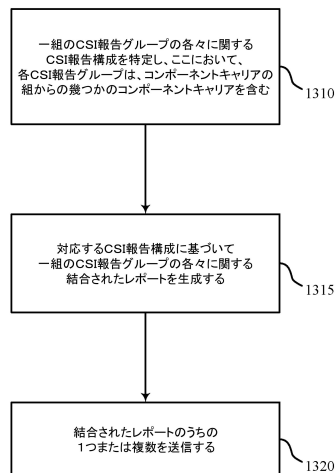 一組のCSI報告グループの各々に関する
CSI報告構成を特定し、ここにおいて、
各CSI報告グループは、コンポーネントキャリアの
組からの幾つかのコンポーネントキャリアを含む
1310
対応するCSI報告構成に基づいて
一組のCSI報告グループの各々に関する
結合されたレポートを生成する
1315
結合されたレポートのうちの
1つまたは複数を送信する
1320